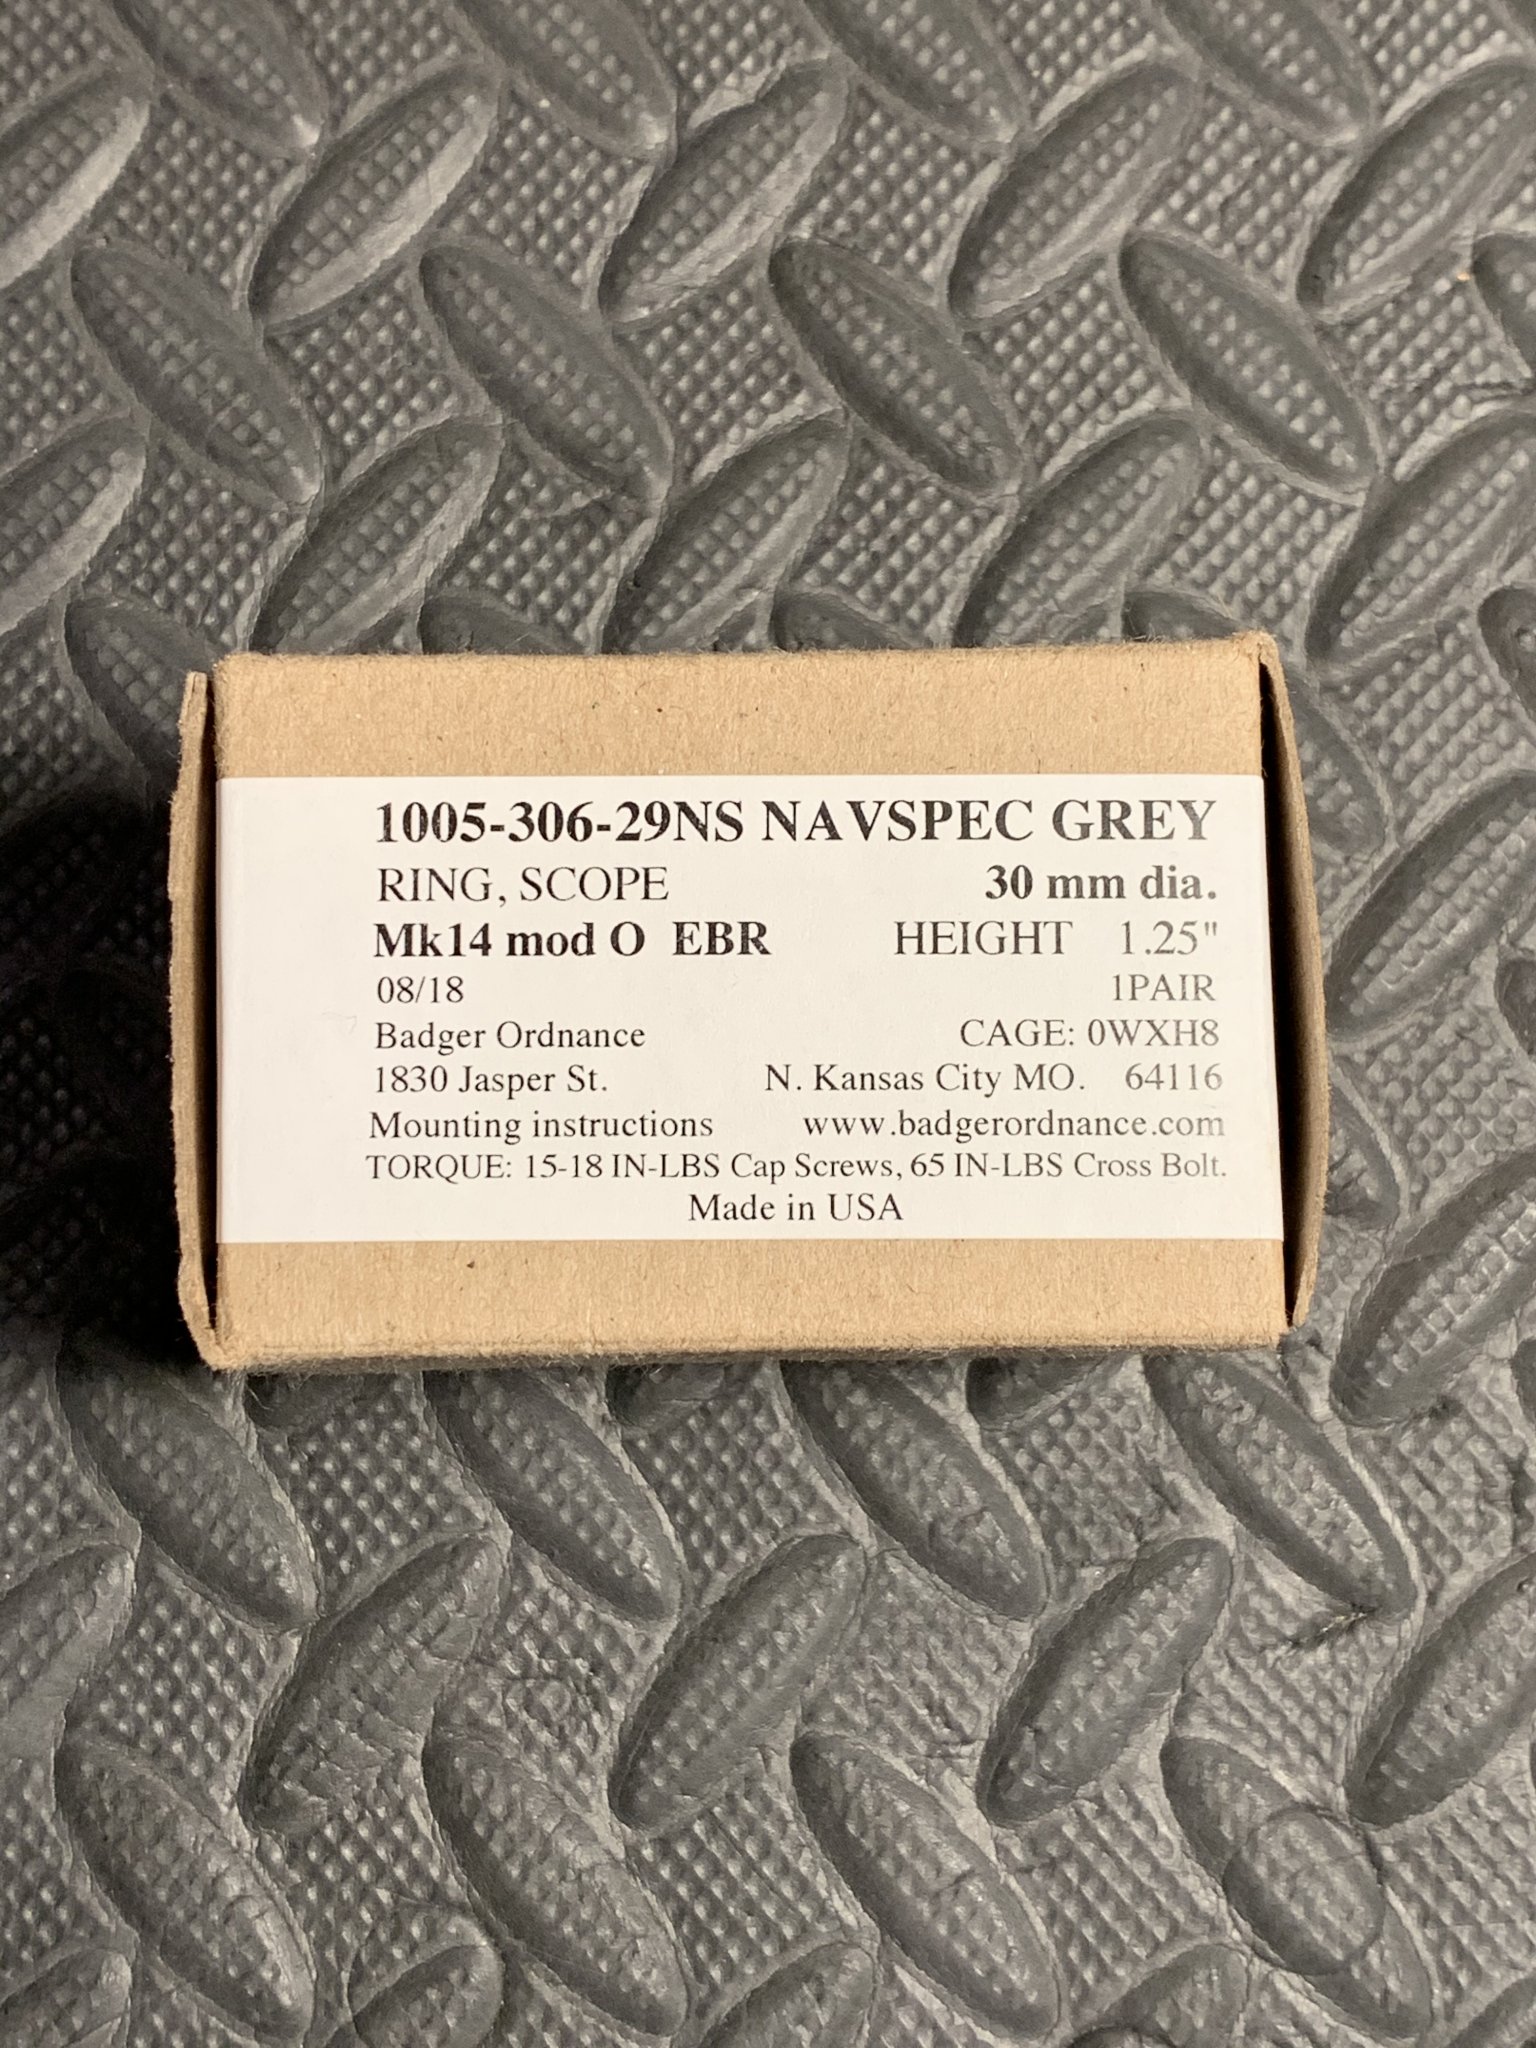 1005-306-29NS NAVSPEC GREY
RING, SCOPE 30 mm dia.
Mk14 mod O EBR HEIGHT 1.25"
08/18 1PAIR
Badger Ordnance CAGE: 0WXH8
1830 Jasper St. N. Kansas City MO. 64116
Mounting instructions www.badgerordnance.com
TORQUE: 15-18 IN-LBS Cap Screws, 65 IN-LBS Cross Bolt.
Made in USA